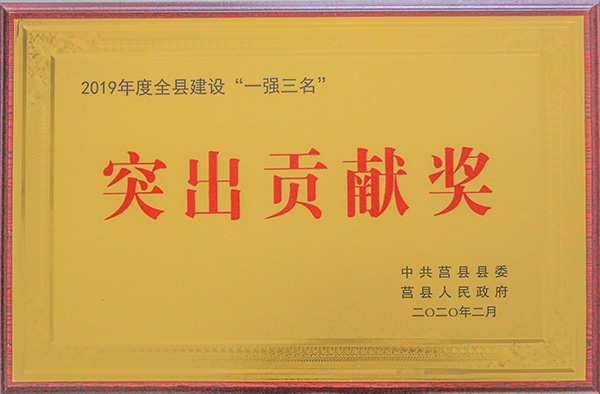 2019年度全县建设“一强三名”
突出贡献奖
中共莒县县委
莒县人民政府
二〇二〇年二月